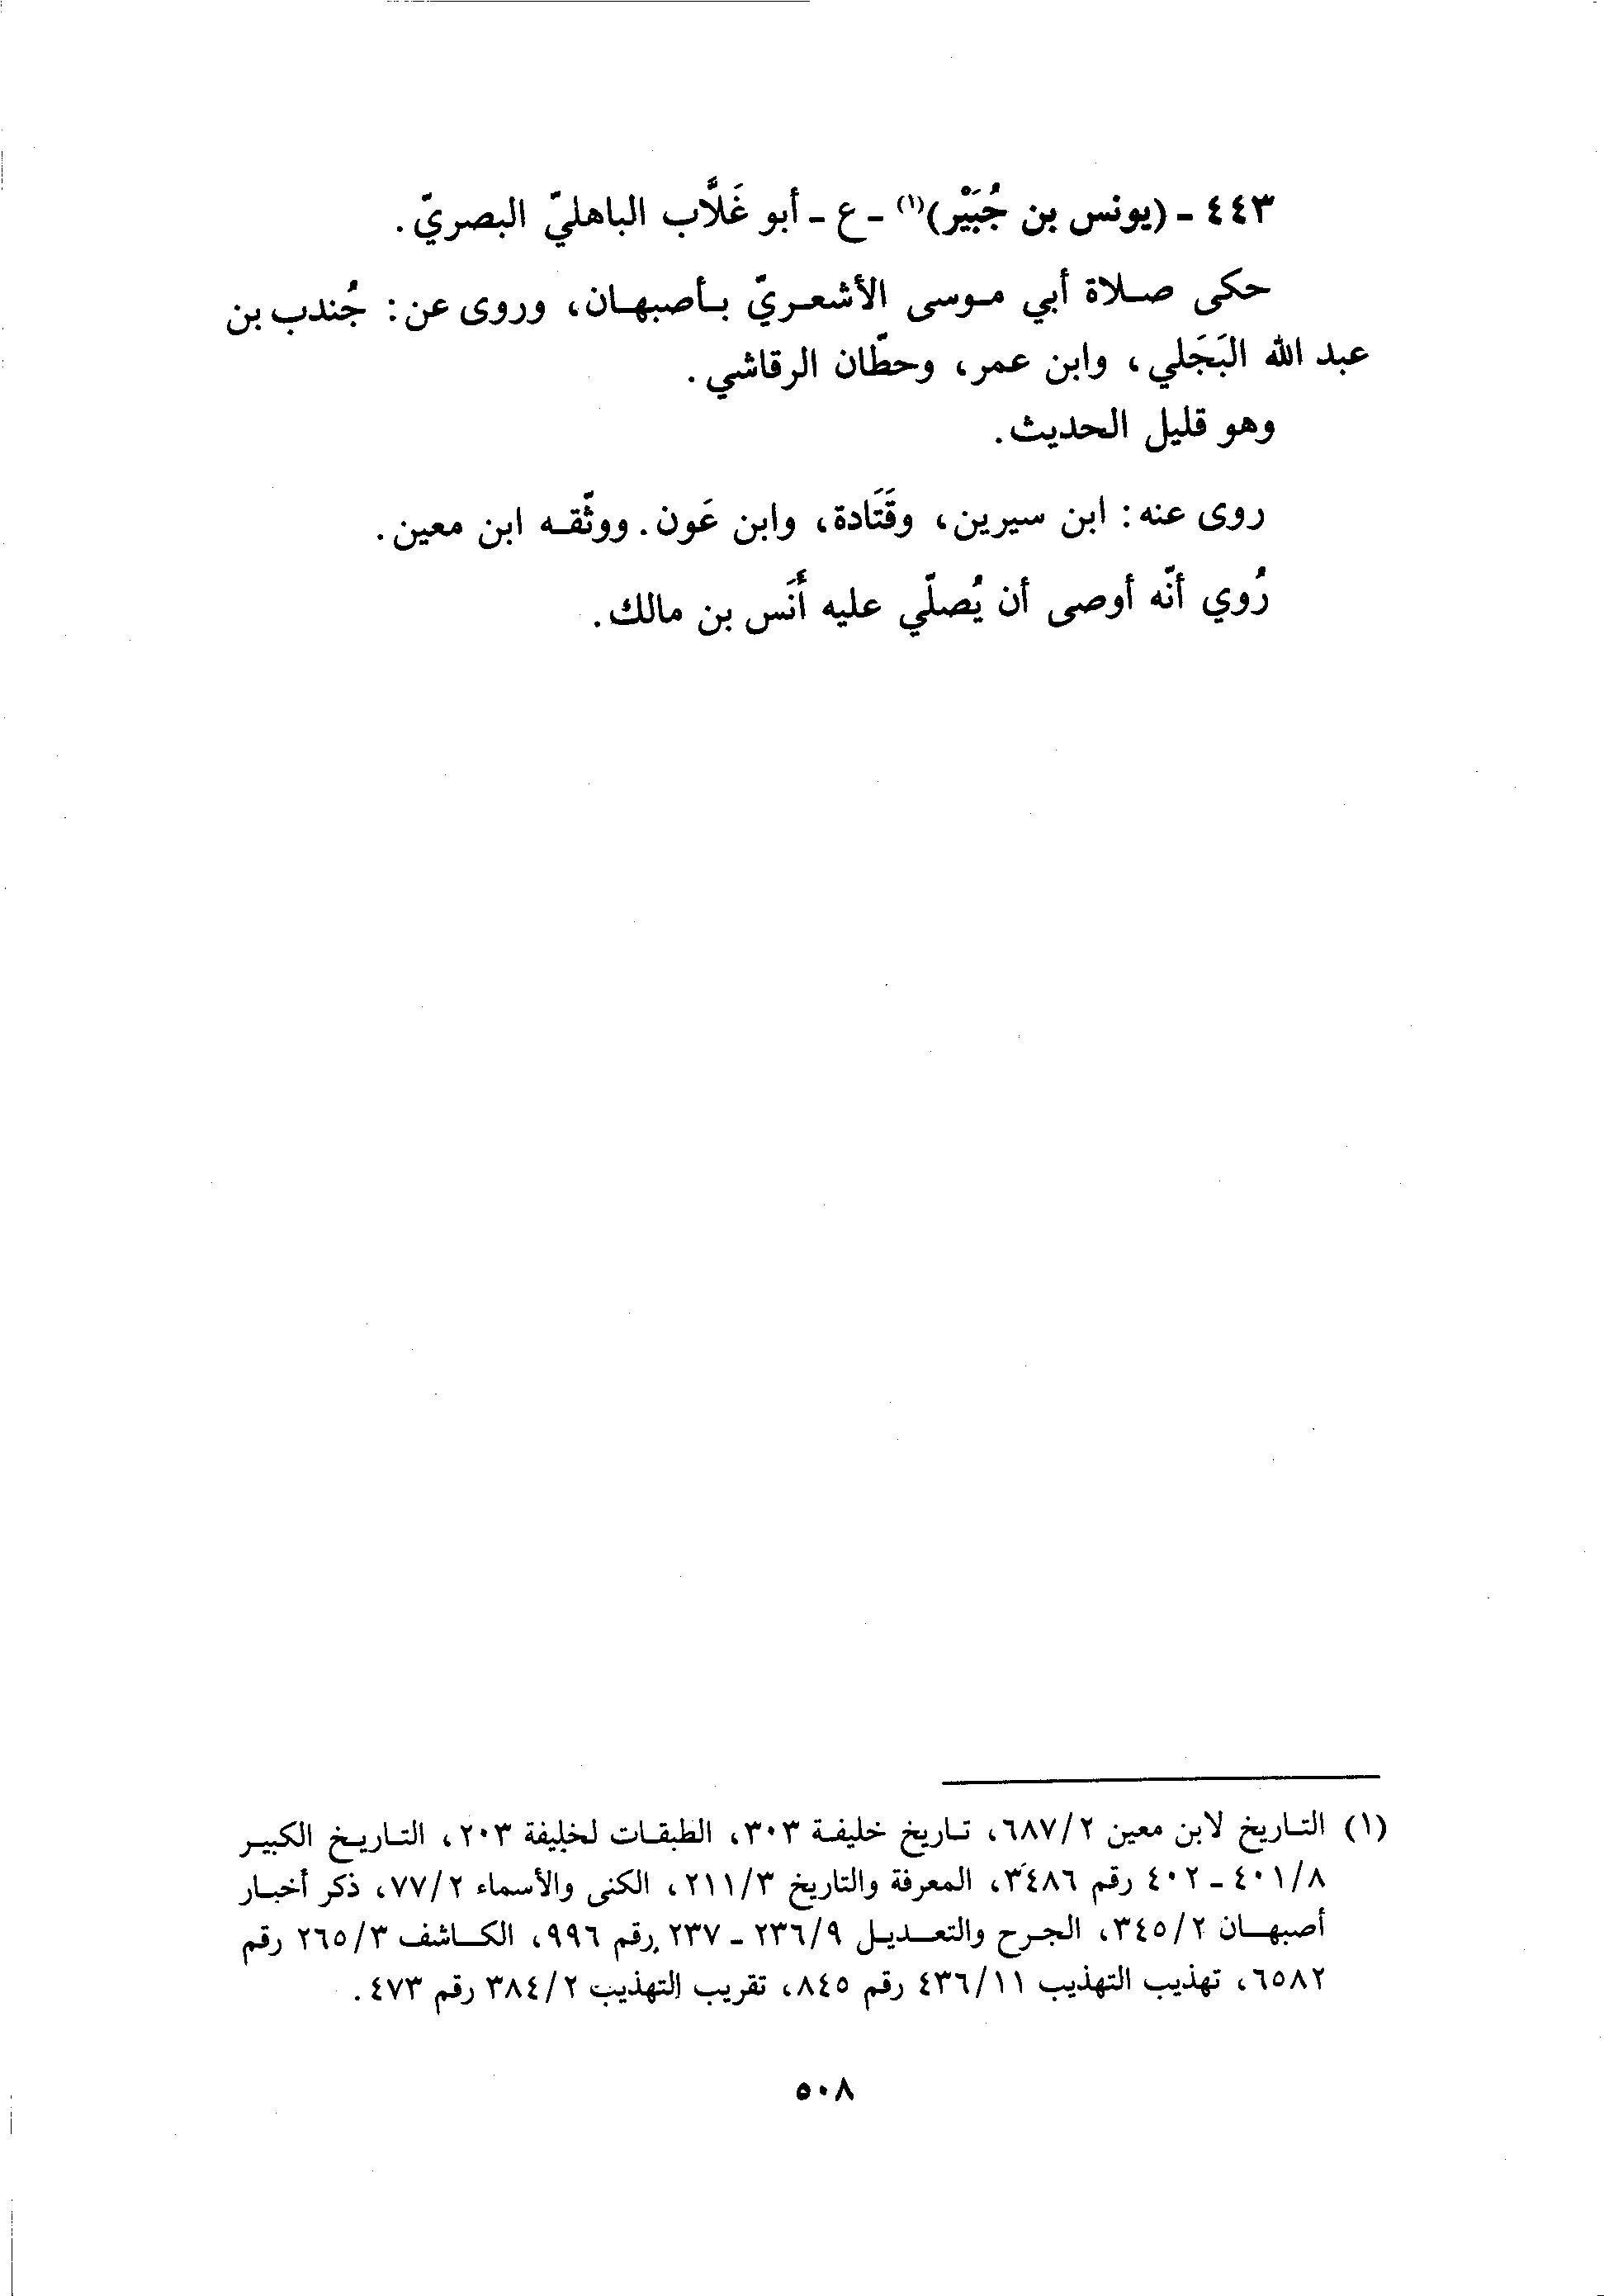 ٤٤٣ - (يونس بن جُبَيْر)(١) - ع - أبو غَلَّاب الباهليّ البصريّ.
حكى صلاة أبي موسى الأشعريّ بأصبهان، وروى عن: جُندب بن
عبد الله البَجَلي، وابن عمر، وحطّان الرقاشي.
وهو قليل الحديث.
روى عنه: ابن سيرين، وقَتَادة، وابن عَون. ووثّقه ابن معين.
رُوي أنّه أوصى أن يُصلّي عليه أَنَس بن مالك.
(١) التاريخ لابن معين ٦٨٧/٢، تاريخ خليفة ٣٠٣، الطبقات لخليفة ٢٠٣، التاريخ الكبير
٤٠١/٨ - ٤٠٢ رقم ٣٤٨٦، المعرفة والتاريخ ٢١١/٣، الكنى والأسماء ٧٧/٢، ذكر أخبار
أصبهان ٣٤٥/٢، الجرح والتعديل ٢٣٦/٩ - ٢٣٧ رقم ٩٩٦، الكاشف ٢٦٥/٣ رقم
٦٥٨٢، تهذيب التهذيب ٤٣٦/١١ رقم ٨٤٥، تقريب التهذيب ٣٨٤/٢ رقم ٤٧٣.
٥٠٨